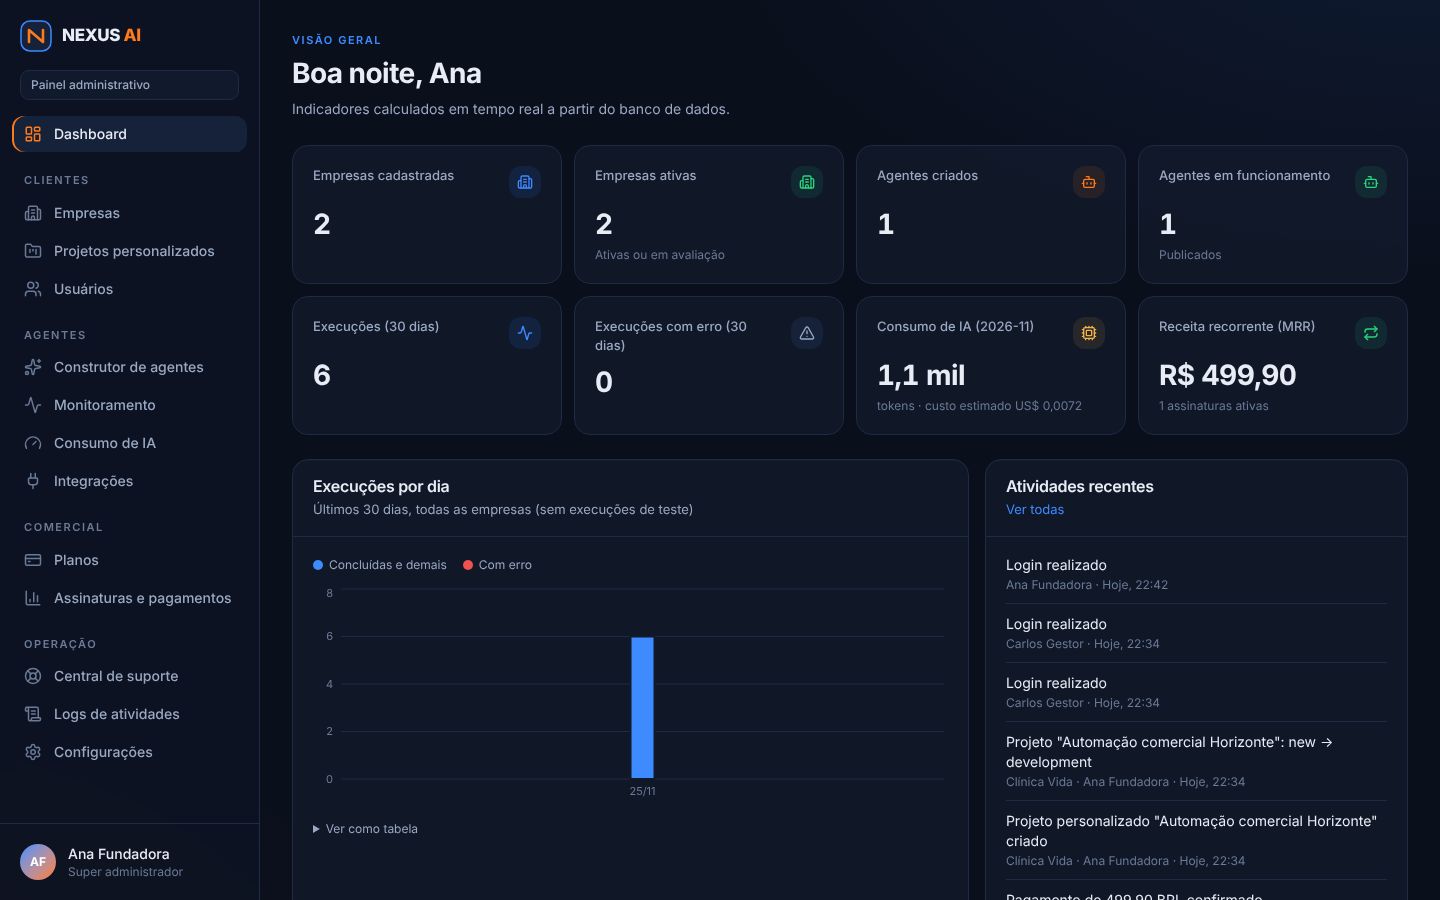 NEXUS AI
Painel administrativo
Dashboard
CLIENTES
Empresas
Projetos personalizados
Usuários
AGENTES
Construtor de agentes
Monitoramento
Consumo de IA
Integrações
COMERCIAL
Planos
Assinaturas e pagamentos
OPERAÇÃO
Central de suporte
Logs de atividades
Configurações
AF
Ana Fundadora
Super administrador
VISÃO GERAL
Boa noite, Ana
Indicadores calculados em tempo real a partir do banco de dados.
Empresas cadastradas
2
Empresas ativas
2
Ativas ou em avaliação
Agentes criados
1
Agentes em funcionamento
1
Publicados
Execuções (30 dias)
6
Execuções com erro (30
dias)
0
Consumo de IA (2026-11)
1,1 mil
tokens · custo estimado US$ 0,0072
Receita recorrente (MRR)
R$ 499,90
1 assinaturas ativas
Execuções por dia
Últimos 30 dias, todas as empresas (sem execuções de teste)
Concluídas e demais
Com erro
8
6
4
2
0
25/11
Ver como tabela
Atividades recentes
Ver todas
Login realizado
Ana Fundadora · Hoje, 22:42
Login realizado
Carlos Gestor · Hoje, 22:34
Login realizado
Carlos Gestor · Hoje, 22:34
Projeto "Automação comercial Horizonte": new →
development
Clínica Vida · Ana Fundadora · Hoje, 22:34
Projeto personalizado "Automação comercial Horizonte"
criado
Clínica Vida · Ana Fundadora · Hoje, 22:34
Pagamento de 499.90 BRL confirmado